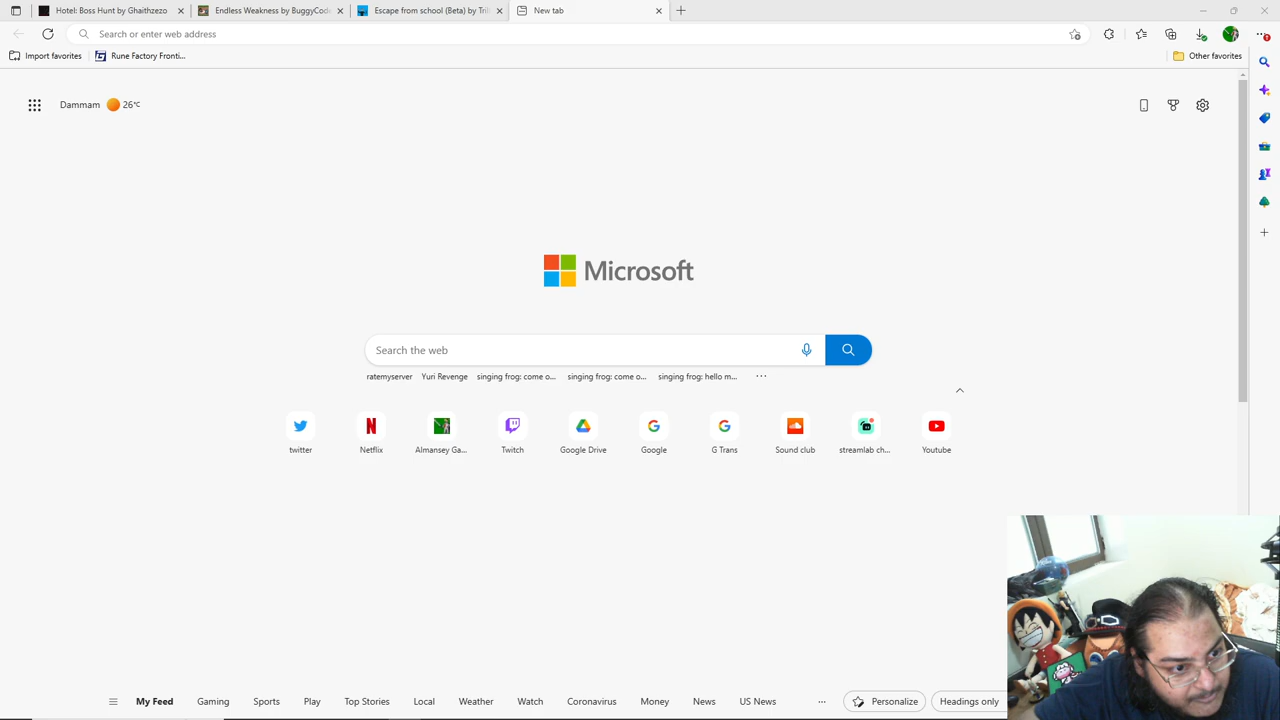 Hotel: Boss Hunt by Ghaithzezo
Endless Weakness by BuggyCod
Escape from school (Beta) by Tri
New tab
Search or enter web address
Import favorites
Rune Factory Fronti...
Other favorites
Dammam 26°C
Microsoft
Search the web
ratemyserver
Yuri Revenge
singing frog: come o...
singing frog: come o...
singing frog: hello m...
twitter
Netflix
Almansey Ga...
Twitch
Google Drive
Google
G Trans
Sound club
streamlab ch...
Youtube
My Feed
Gaming
Sports
Play
Top Stories
Local
Weather
Watch
Coronavirus
Money
News
US News
...
Personalize
Headings only